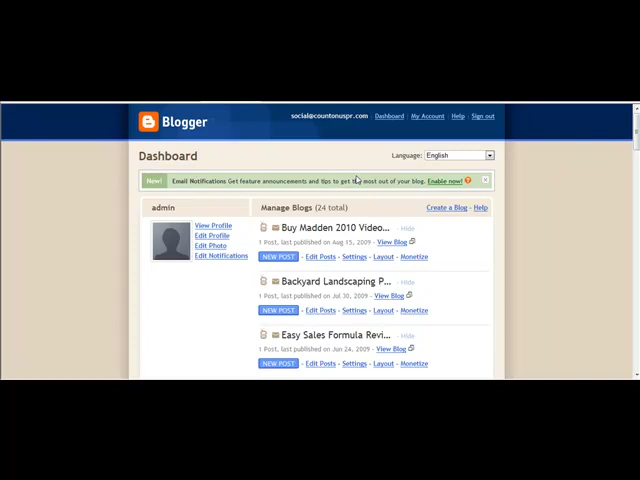 social@countonuspr.com | Dashboard | My Account | Help | Sign out
Blogger
Dashboard
Language: English
New! Email Notifications Get feature announcements and tips to get the most out of your blog. Enable now!
admin
Manage Blogs (24 total)
Create a Blog - Help
View Profile
Edit Profile
Edit Photo
Edit Notifications
Buy Madden 2010 Video... - Hide
1 Post, last published on Aug 15, 2009 - View Blog
NEW POST - Edit Posts - Settings - Layout - Monetize
Backyard Landscaping P... - Hide
1 Post, last published on Jul 30, 2009 - View Blog
NEW POST - Edit Posts - Settings - Layout - Monetize
Easy Sales Formula Revi... - Hide
1 Post, last published on Jun 24, 2009 - View Blog
NEW POST - Edit Posts - Settings - Layout - Monetize